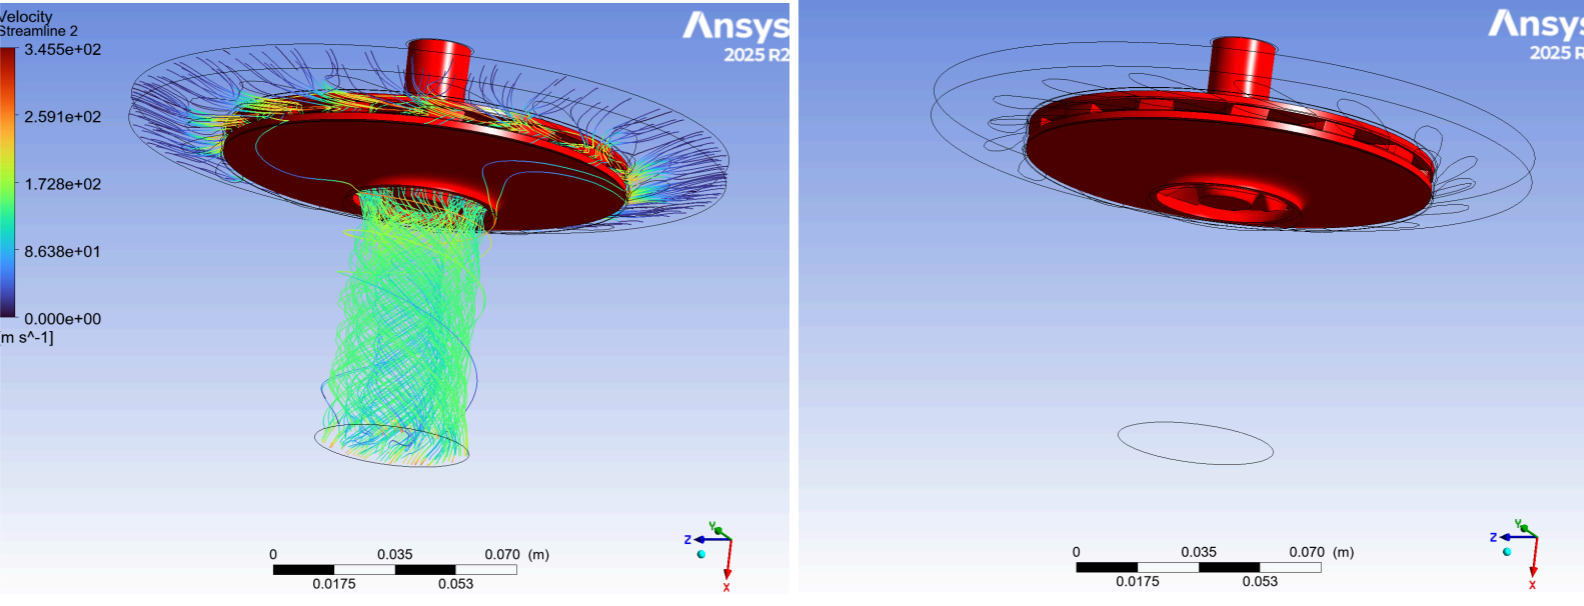 Velocity
Streamline 2
3.455e+02
2.591e+02
1.728e+02
8.638e+01
0.000e+00
m s^-1]
Ansys
2025 R2
0 0.035 0.070 (m)
0.0175 0.053
Y
Z
X
Ansys
2025 R
0 0.035 0.070 (m)
0.0175 0.053
Y
Z
X